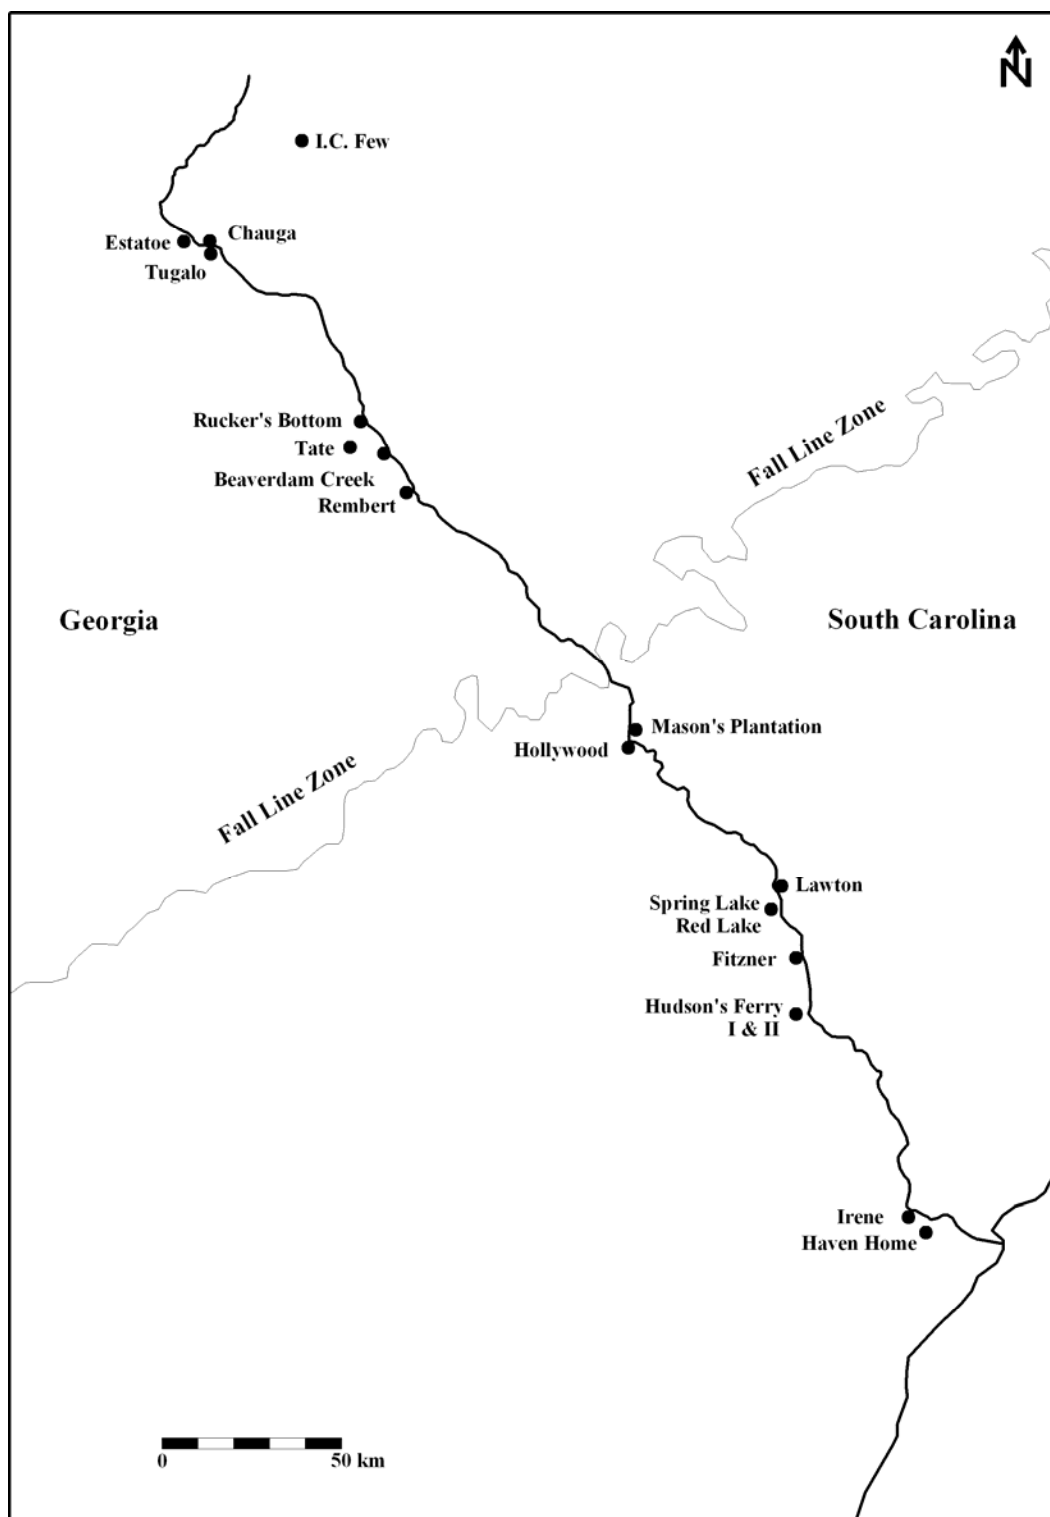 N
I.C. Few
Chauga
Estatoe
Tugalo
Rucker's Bottom
Tate
Beaverdam Creek
Rembert
Fall Line Zone
Georgia
South Carolina
Mason's Plantation
Hollywood
Fall Line Zone
Lawton
Spring Lake
Red Lake
Fitzner
Hudson's Ferry
I & II
Irene
Haven Home
0
50 km